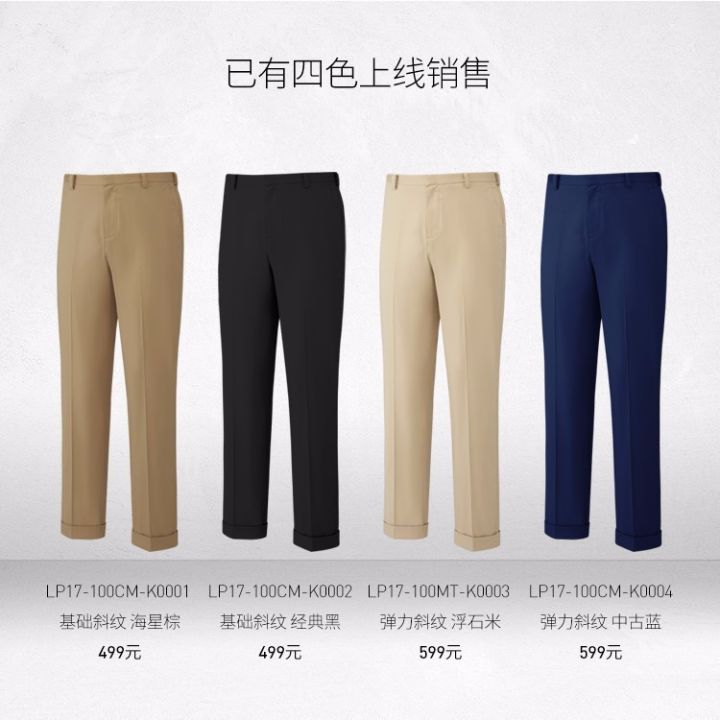 已有四色上线销售
LP17-100CM-K0001
基础斜纹 海星棕
499元
LP17-100CM-K0002
基础斜纹 经典黑
499元
LP17-100MT-K0003
弹力斜纹 浮石米
599元
LP17-100CM-K0004
弹力斜纹 中古蓝
599元